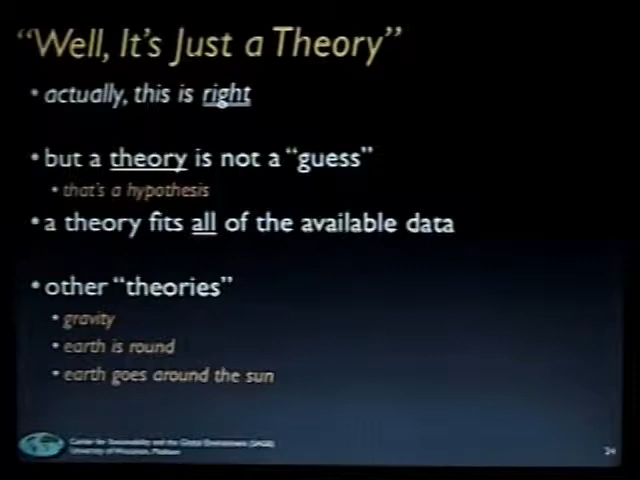 “Well, It’s Just a Theory”
• actually, this is right
• but a theory is not a “guess”
• that’s a hypothesis
• a theory fits all of the available data
• other “theories”
• gravity
• earth is round
• earth goes around the sun
Center for Sustainability and the Global Environment (SAGE)
University of Wisconsin, Madison
24